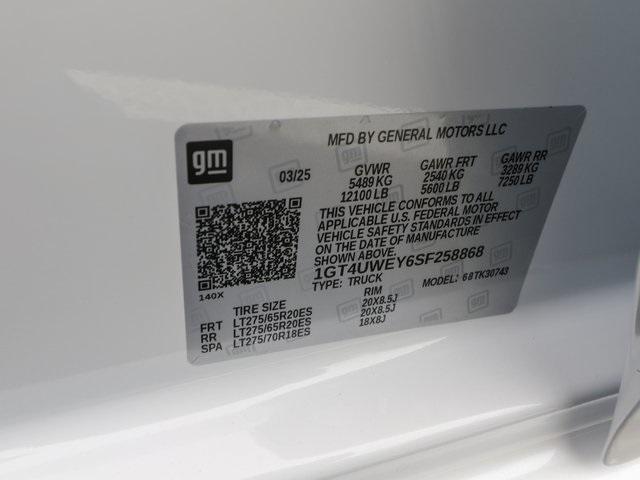 gm
MFD BY GENERAL MOTORS LLC
03/25
GVWR GAWR FRT GAWR RR
5489 KG 2540 KG 3289 KG
12100 LB 5600 LB 7250 LB
THIS VEHICLE CONFORMS TO ALL
APPLICABLE U.S. FEDERAL MOTOR
VEHICLE SAFETY STANDARDS IN EFFECT
ON THE DATE OF MANUFACTURE
SHOWN ABOVE.
1GT4UWEY6SF258868
TYPE: TRUCK MODEL: 68TK30743
140X
TIRE SIZE RIM
FRT LT275/65R20ES 20X8.5J
RR LT275/65R20ES 20X8.5J
SPA LT275/70R18ES 18X8J